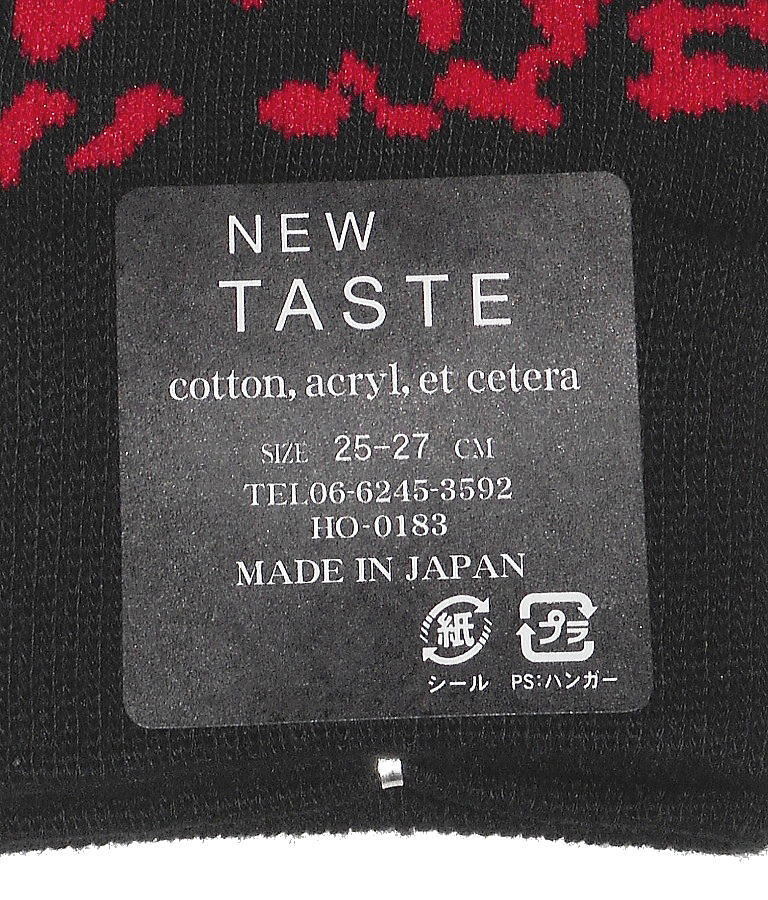 NEW
TASTE
cotton, acryl, et cetera
SIZE 25-27 CM
TEL06-6245-3592
HO-0183
MADE IN JAPAN
紙 プラ
シール PS:ハンガー